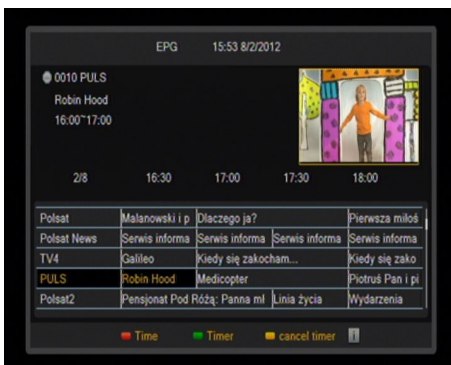 EPG 15:53 8/2/2012
0010 PULS
Robin Hood
16:00~17:00
2/8 16:30 17:00 17:30 18:00
Polsat Malanowski i p Dlaczego ja? Pierwsza miłoś
Polsat News Serwis informa Serwis informa Serwis informa Serwis informa
TV4 Galileo Kiedy się zakocham... Kiedy się zako
PULS Robin Hood Medicopter Piotruś Pan i pi
Polsat2 Pensjonat Pod Różą: Panna mł Linia życia Wydarzenia
Time Timer cancel timer i